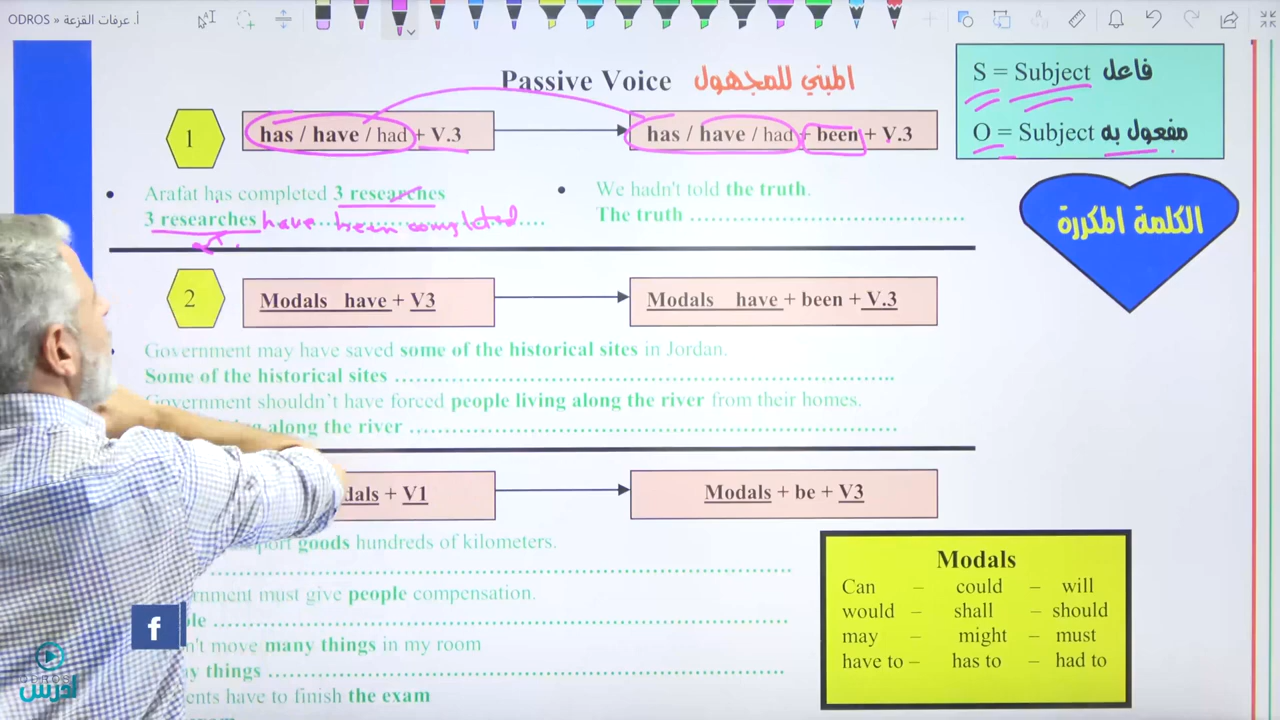 أ. عرفات القزعة » ODROS
Passive Voice المبني للمجهول
S = Subject فاعل
O = Subject مفعول به
1
has / have / had + V.3
has / have / had + been + V.3
Arafat has completed 3 researches
3 researches have been completed
We hadn't told the truth.
The truth ……………………………………
الكلمة المكررة
2
Modals have + V3
Modals have + been + V.3
Government may have saved some of the historical sites in Jordan.
Some of the historical sites ……………………………………………………..
Government shouldn't have forced people living along the river from their homes.
along the river ……………………………………………………
V1
Modals + be + V3
goods hundreds of kilometers.
must give people compensation.
move many things in my room
things ……………………………………………………
have to finish the exam
Modals
Can – could – will
would – shall – should
may – might – must
have to – has to – had to
f
ادرس